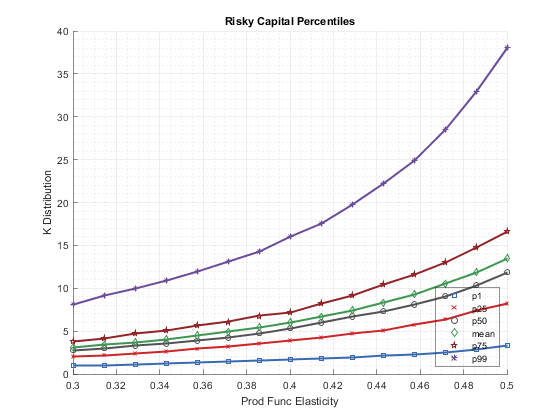 Risky Capital Percentiles
K Distribution
40
35
30
25
20
15
10
5
0
0.3 0.32 0.34 0.36 0.38 0.4 0.42 0.44 0.46 0.48 0.5
Prod Func Elasticity
p1
p25
p50
mean
p75
p99